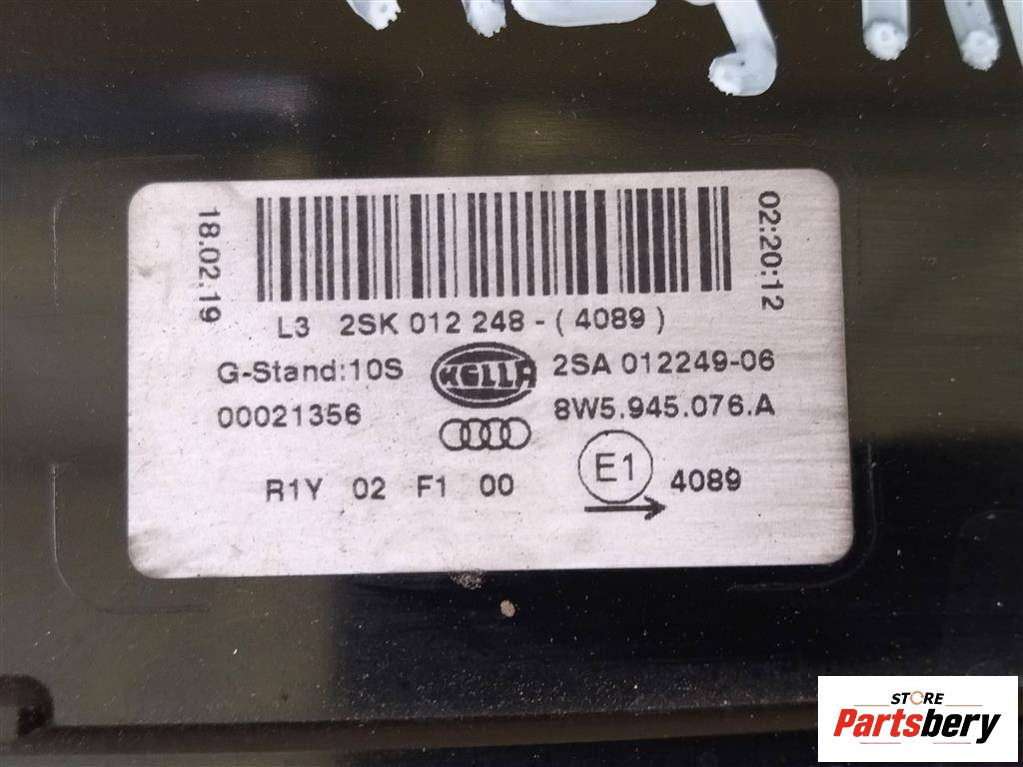 18.02.19
02:20:12
L3 2SK 012 248 - ( 4089 )
G-Stand:10S HELLA 2SA 012249-06
00021356 8W5.945.076.A
R1Y 02 F1 00 E1 4089
STORE
Partsbery